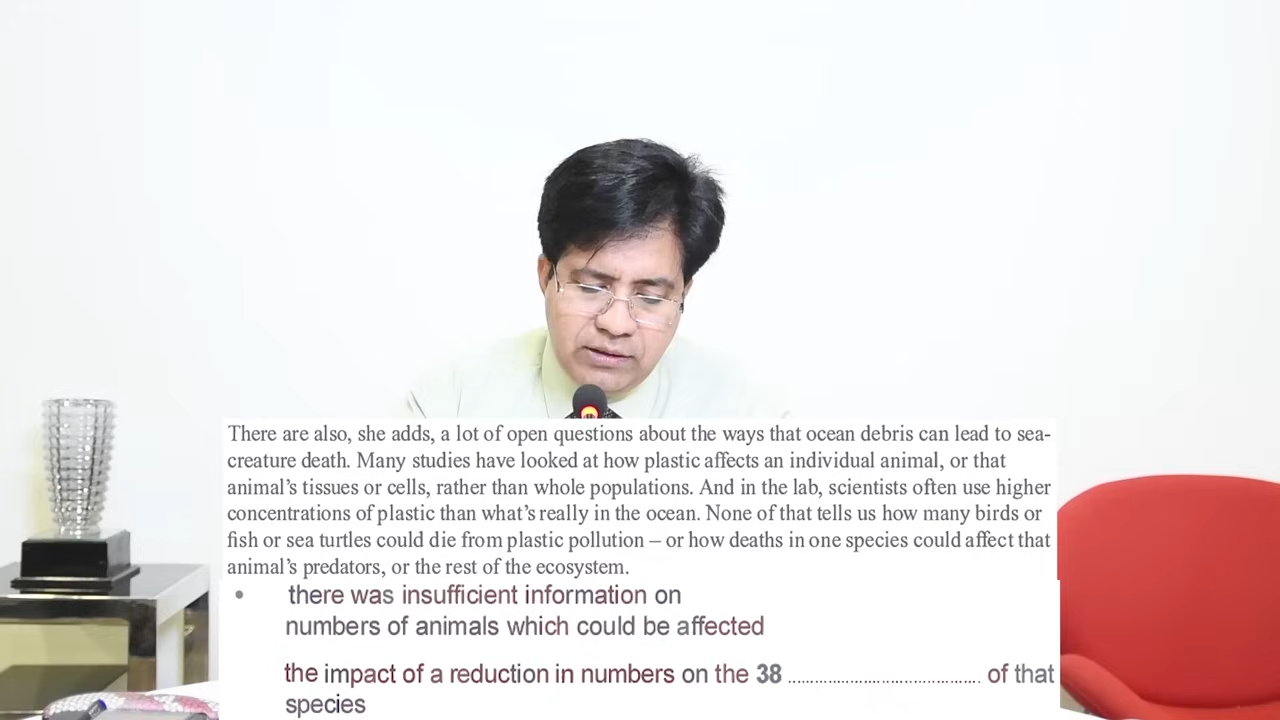 There are also, she adds, a lot of open questions about the ways that ocean debris can lead to sea-
creature death. Many studies have looked at how plastic affects an individual animal, or that
animal's tissues or cells, rather than whole populations. And in the lab, scientists often use higher
concentrations of plastic than what's really in the ocean. None of that tells us how many birds or
fish or sea turtles could die from plastic pollution – or how deaths in one species could affect that
animal's predators, or the rest of the ecosystem.
• there was insufficient information on
numbers of animals which could be affected
the impact of a reduction in numbers on the 38 ............................................ of that
species